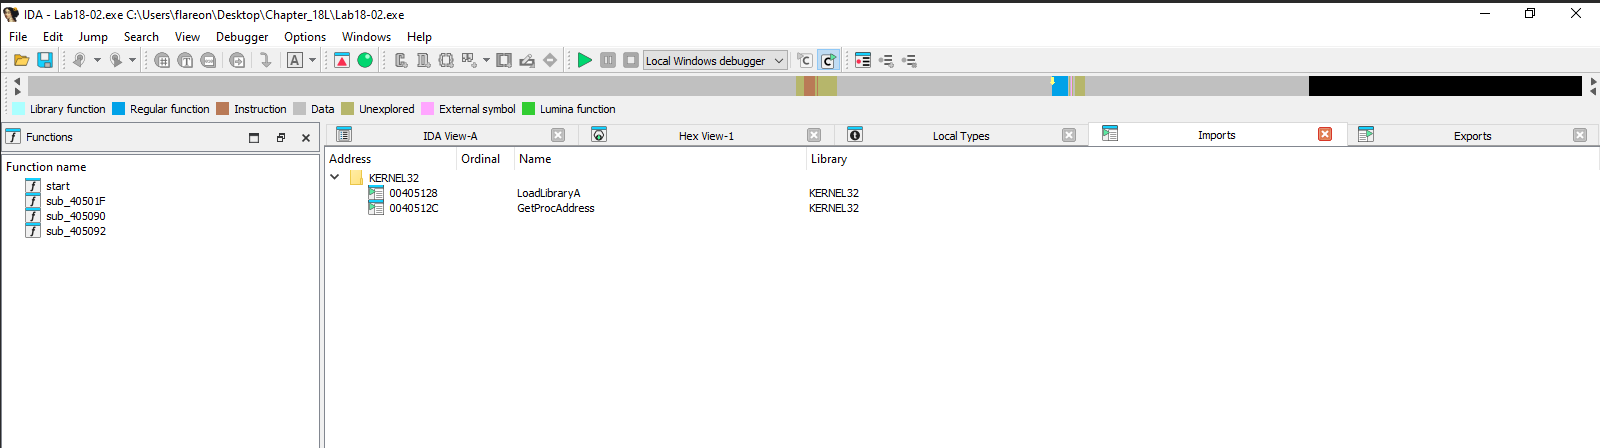 IDA - Lab18-02.exe C:\Users\flareon\Desktop\Chapter_18L\Lab18-02.exe
File Edit Jump Search View Debugger Options Windows Help
A Local Windows debugger
Library function Regular function Instruction Data Unexplored External symbol Lumina function
Functions
IDA View-A Hex View-1 Local Types Imports Exports
Function name
start
sub_40501F
sub_405090
sub_405092
Address Ordinal Name Library
KERNEL32
00405128 LoadLibraryA KERNEL32
0040512C GetProcAddress KERNEL32